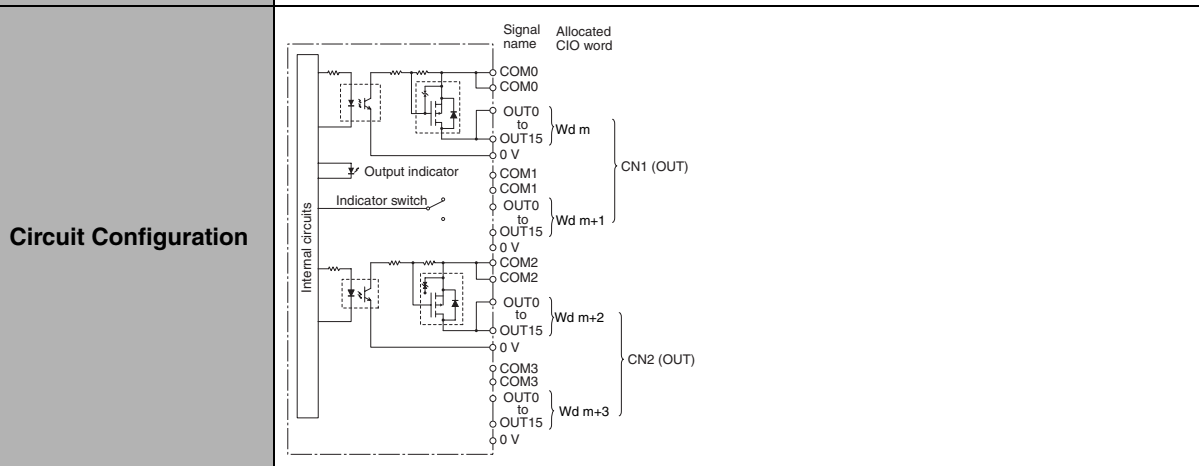 Circuit Configuration
Signal name
Allocated CIO word
Internal circuits
COM0
COM0
OUT0
to
OUT15
Wd m
0 V
Output indicator
COM1
COM1
Indicator switch
OUT0
to
OUT15
Wd m+1
0 V
CN1 (OUT)
COM2
COM2
OUT0
to
OUT15
Wd m+2
0 V
COM3
COM3
OUT0
to
OUT15
Wd m+3
0 V
CN2 (OUT)